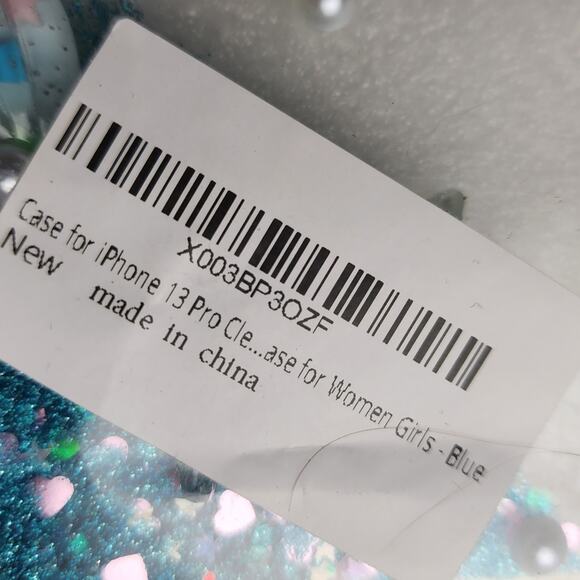 X003BP3OZF
Case for iPhone 13 Pro Cle...ase for Women Girls - Blue
New made in china